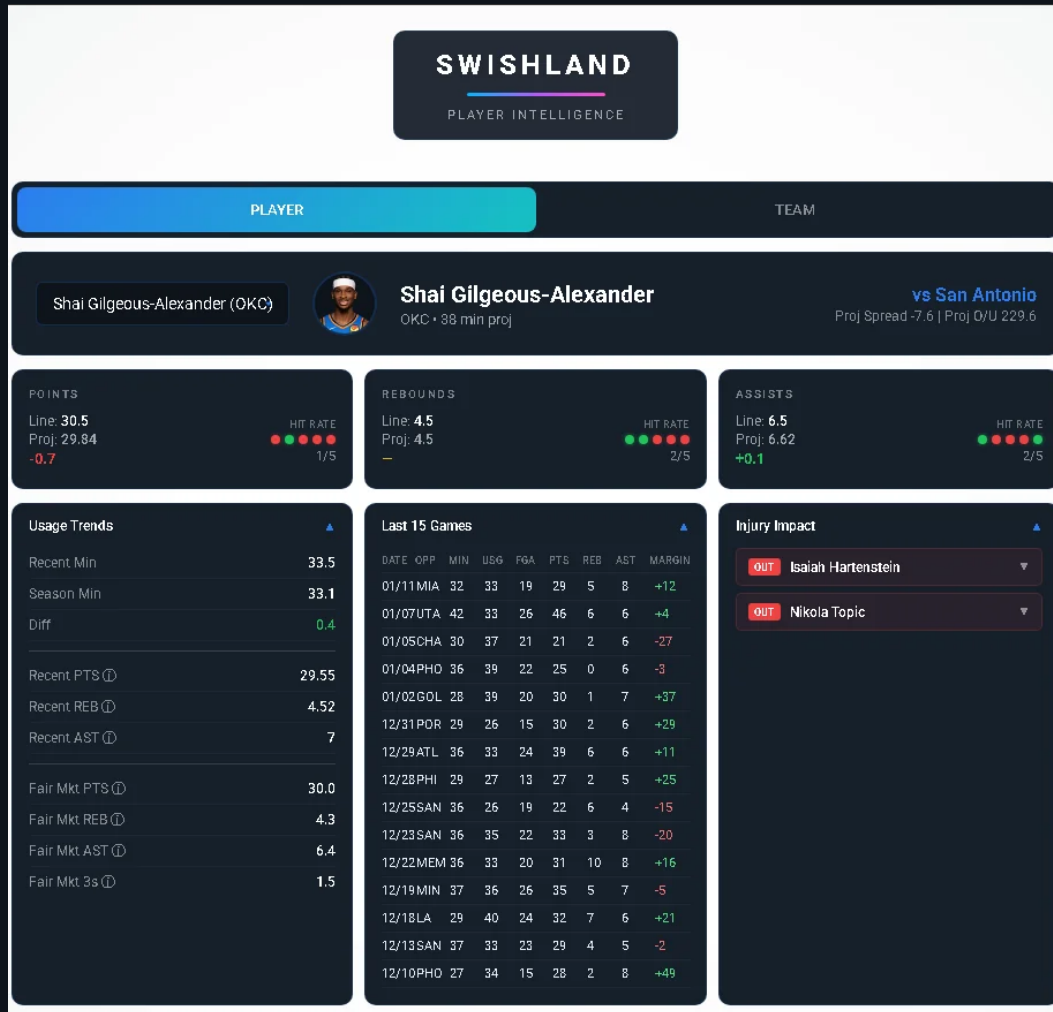 SWISHLAND
PLAYER INTELLIGENCE
PLAYER TEAM
Shai Gilgeous-Alexander (OKC)
Shai Gilgeous-Alexander
OKC • 38 min proj
vs San Antonio
Proj Spread -7.6 | Proj O/U 229.6
POINTS
Line: 30.5
Proj: 29.84
-0.7
HIT RATE
1/5
REBOUNDS
Line: 4.5
Proj: 4.5
—
HIT RATE
2/5
ASSISTS
Line: 6.5
Proj: 6.62
+0.1
HIT RATE
2/5
Usage Trends
Recent Min 33.5
Season Min 33.1
Diff 0.4
Recent PTS ⓘ 29.55
Recent REB ⓘ 4.52
Recent AST ⓘ 7
Fair Mkt PTS ⓘ 30.0
Fair Mkt REB ⓘ 4.3
Fair Mkt AST ⓘ 6.4
Fair Mkt 3s ⓘ 1.5
Last 15 Games
DATE OPP MIN USG FGA PTS REB AST MARGIN
01/11 MIA 32 33 19 29 5 8 +12
01/07 UTA 42 33 26 46 6 6 +4
01/05 CHA 30 37 21 21 2 6 -27
01/04 PHO 36 39 22 25 0 6 -3
01/02 GOL 28 39 20 30 1 7 +37
12/31 POR 29 26 15 30 2 6 +29
12/29 ATL 36 33 24 39 6 6 +11
12/28 PHI 29 27 13 27 2 5 +25
12/25 SAN 36 26 19 22 6 4 -15
12/23 SAN 36 35 22 33 3 8 -20
12/22 MEM 36 33 20 31 10 8 +16
12/19 MIN 37 36 26 35 5 7 -5
12/18 LA 29 40 24 32 7 6 +21
12/13 SAN 37 33 23 29 4 5 -2
12/10 PHO 27 34 15 28 2 8 +49
Injury Impact
OUT Isaiah Hartenstein
OUT Nikola Topic